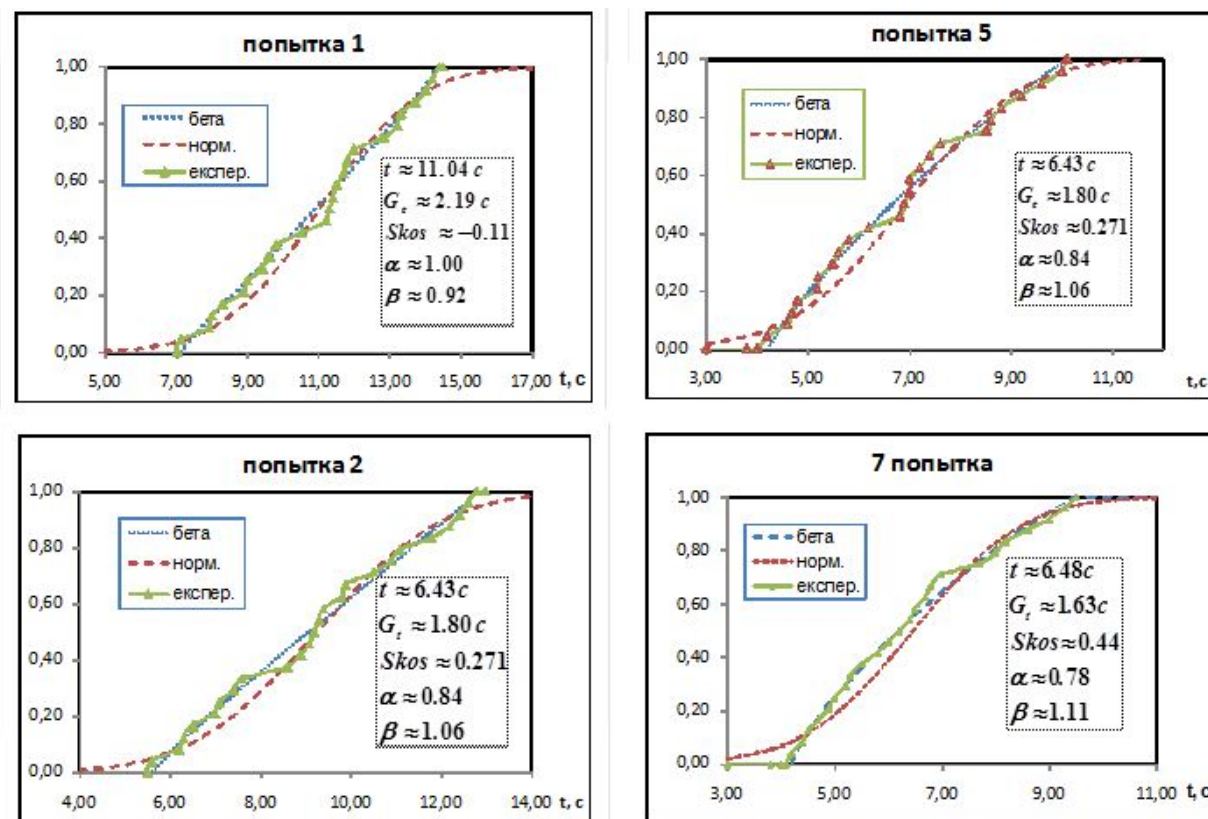 попытка 1
1,00
0,80
0,60
0,40
0,20
0,00
бета
норм.
експер.
t ≈ 11.04 c
G_t ≈ 2.19 c
Skos ≈ −0.11
α ≈ 1.00
β ≈ 0.92
5,00 7,00 9,00 11,00 13,00 15,00 17,00 t, c
попытка 5
1,00
0,80
0,60
0,40
0,20
0,00
бета
норм.
експер.
t ≈ 6.43 c
G_t ≈ 1.80 c
Skos ≈ 0.271
α ≈ 0.84
β ≈ 1.06
3,00 5,00 7,00 9,00 11,00 t,c
попытка 2
1,00
0,80
0,60
0,40
0,20
0,00
бета
норм.
експер.
t ≈ 6.43 c
G_t ≈ 1.80 c
Skos ≈ 0.271
α ≈ 0.84
β ≈ 1.06
4,00 6,00 8,00 10,00 12,00 14,00 t, c
7 попытка
1,00
0,80
0,60
0,40
0,20
0,00
бета
норм.
експер.
t ≈ 6.48 c
G_t ≈ 1.63 c
Skos ≈ 0.44
α ≈ 0.78
β ≈ 1.11
3,00 5,00 7,00 9,00 11,00 t, c